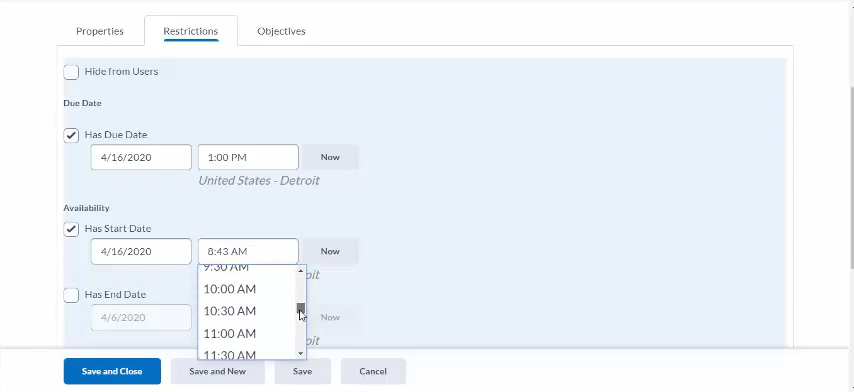 Properties Restrictions Objectives
Hide from Users
Due Date
Has Due Date
4/16/2020 1:00 PM Now
United States - Detroit
Availability
Has Start Date
4/16/2020 8:43 AM Now
9:30 AM
10:00 AM
Has End Date
10:30 AM
4/6/2020 Now
11:00 AM
11:30 AM
Save and Close Save and New Save Cancel